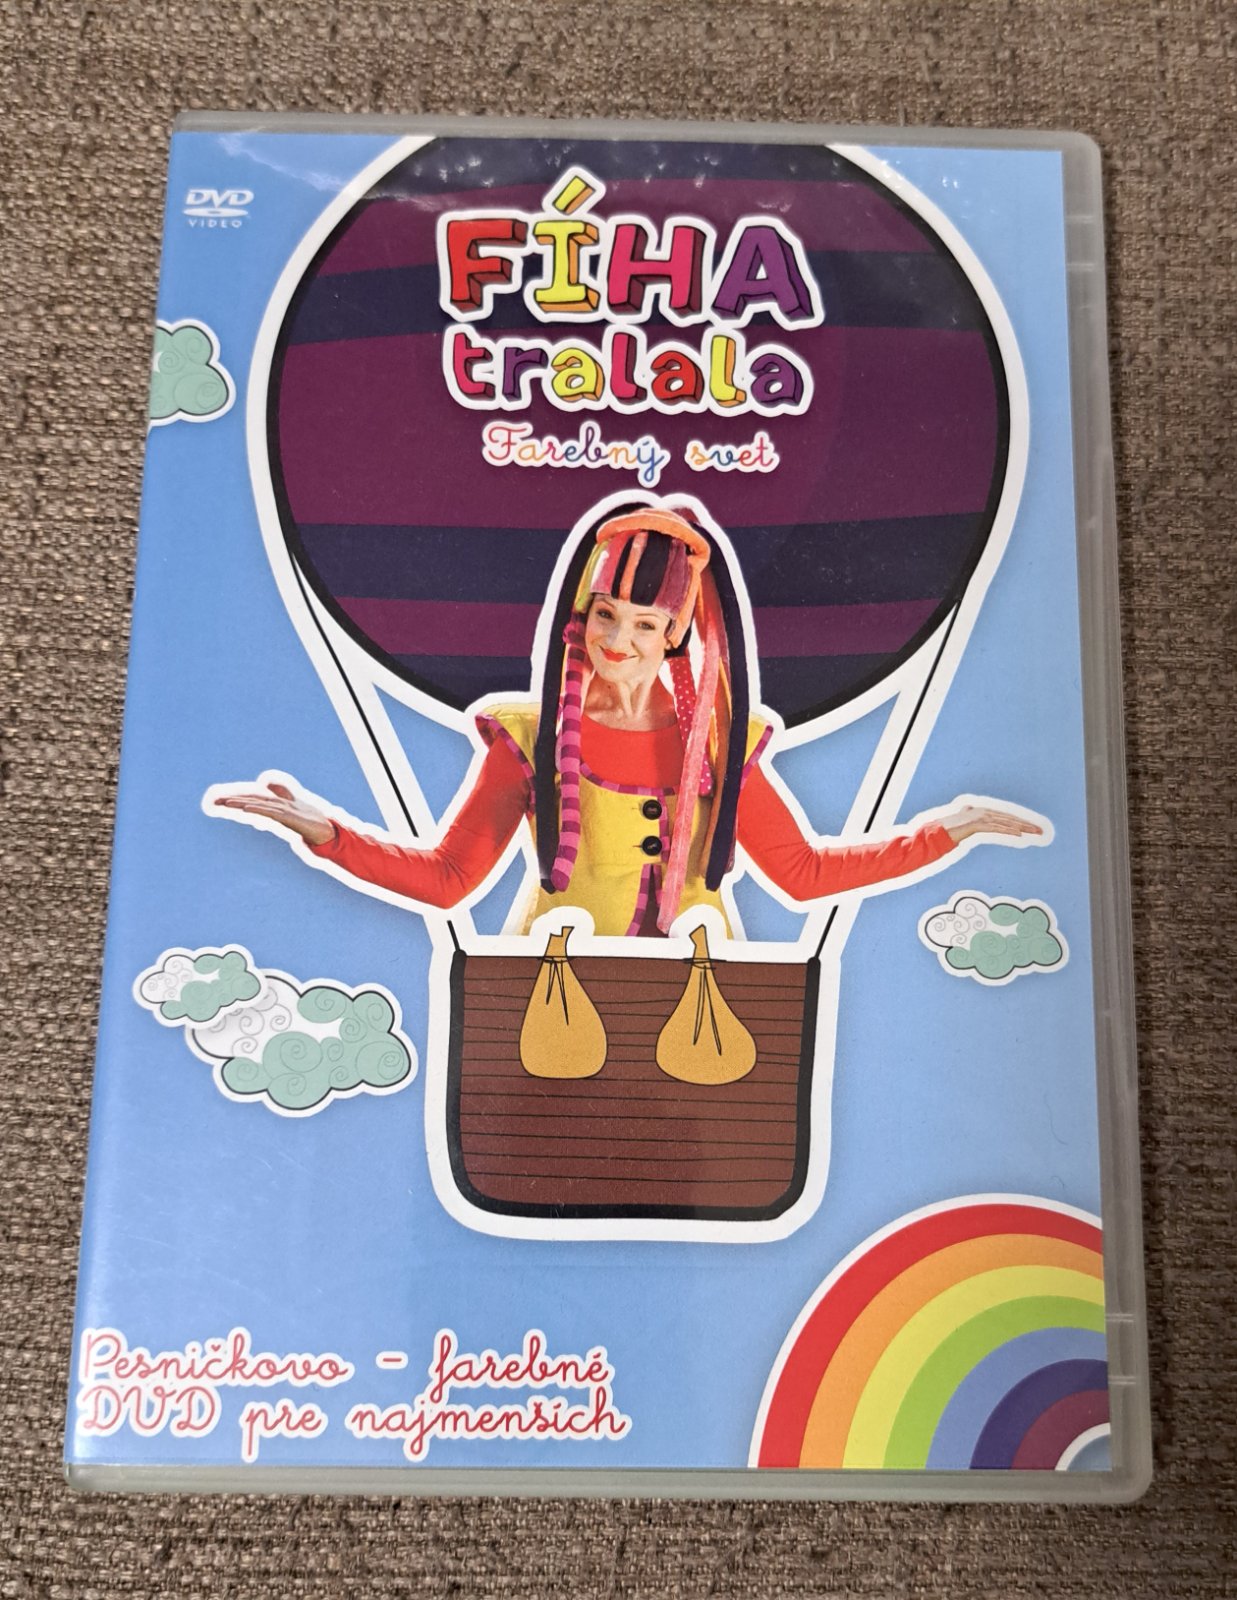 DVD
VIDEO
FÍHA
tralala
Farebný svet
Pesničkovo - farebné
DVD pre najmenších